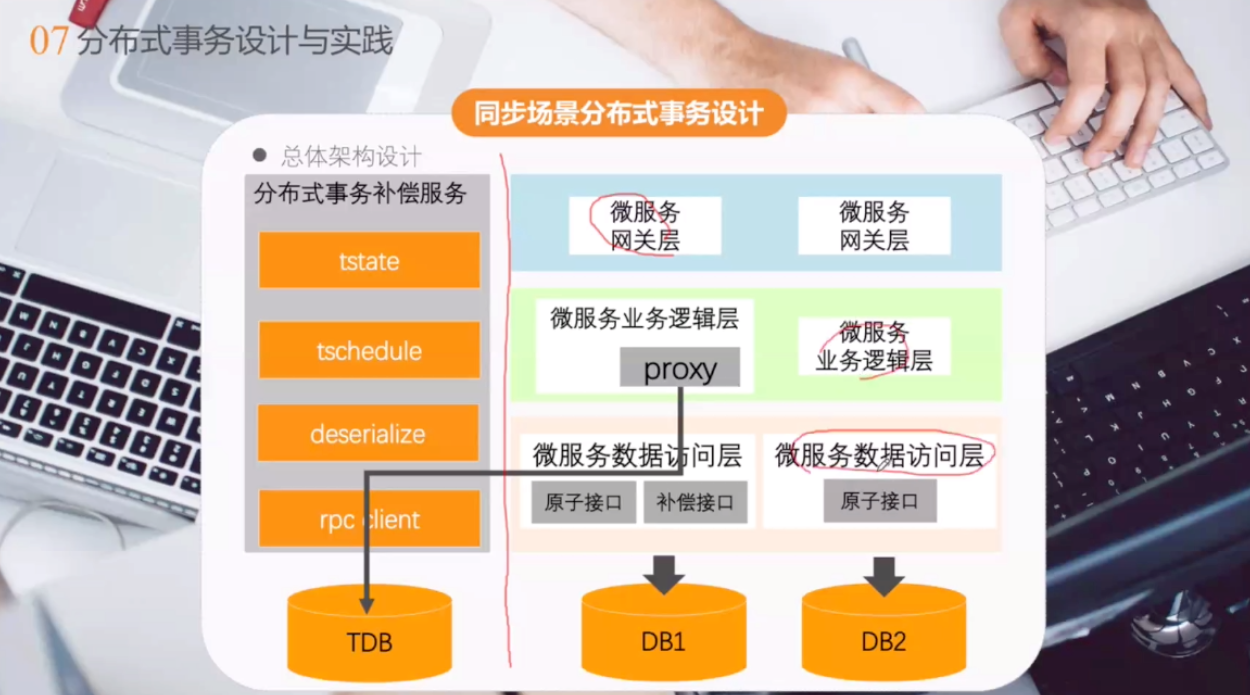 07 分布式事务设计与实践
同步场景分布式事务设计
● 总体架构设计
分布式事务补偿服务
tstate
tschedule
deserialize
rpc client
TDB
微服务
网关层
微服务
网关层
微服务业务逻辑层
proxy
微服务
业务逻辑层
微服务数据访问层
原子接口
补偿接口
微服务数据访问层
原子接口
DB1
DB2